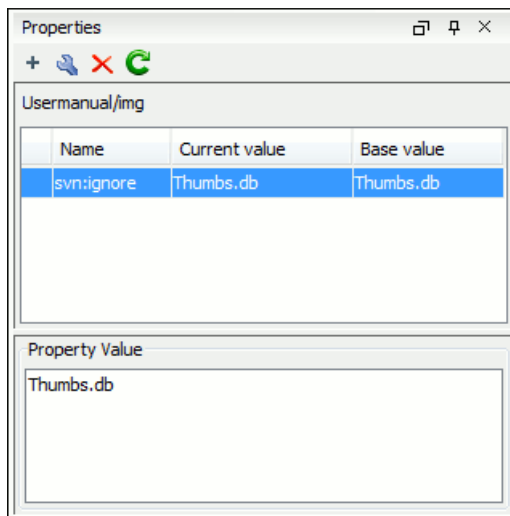 Properties
Usermanual/img
Name Current value Base value
svn:ignore Thumbs.db Thumbs.db
Property Value
Thumbs.db